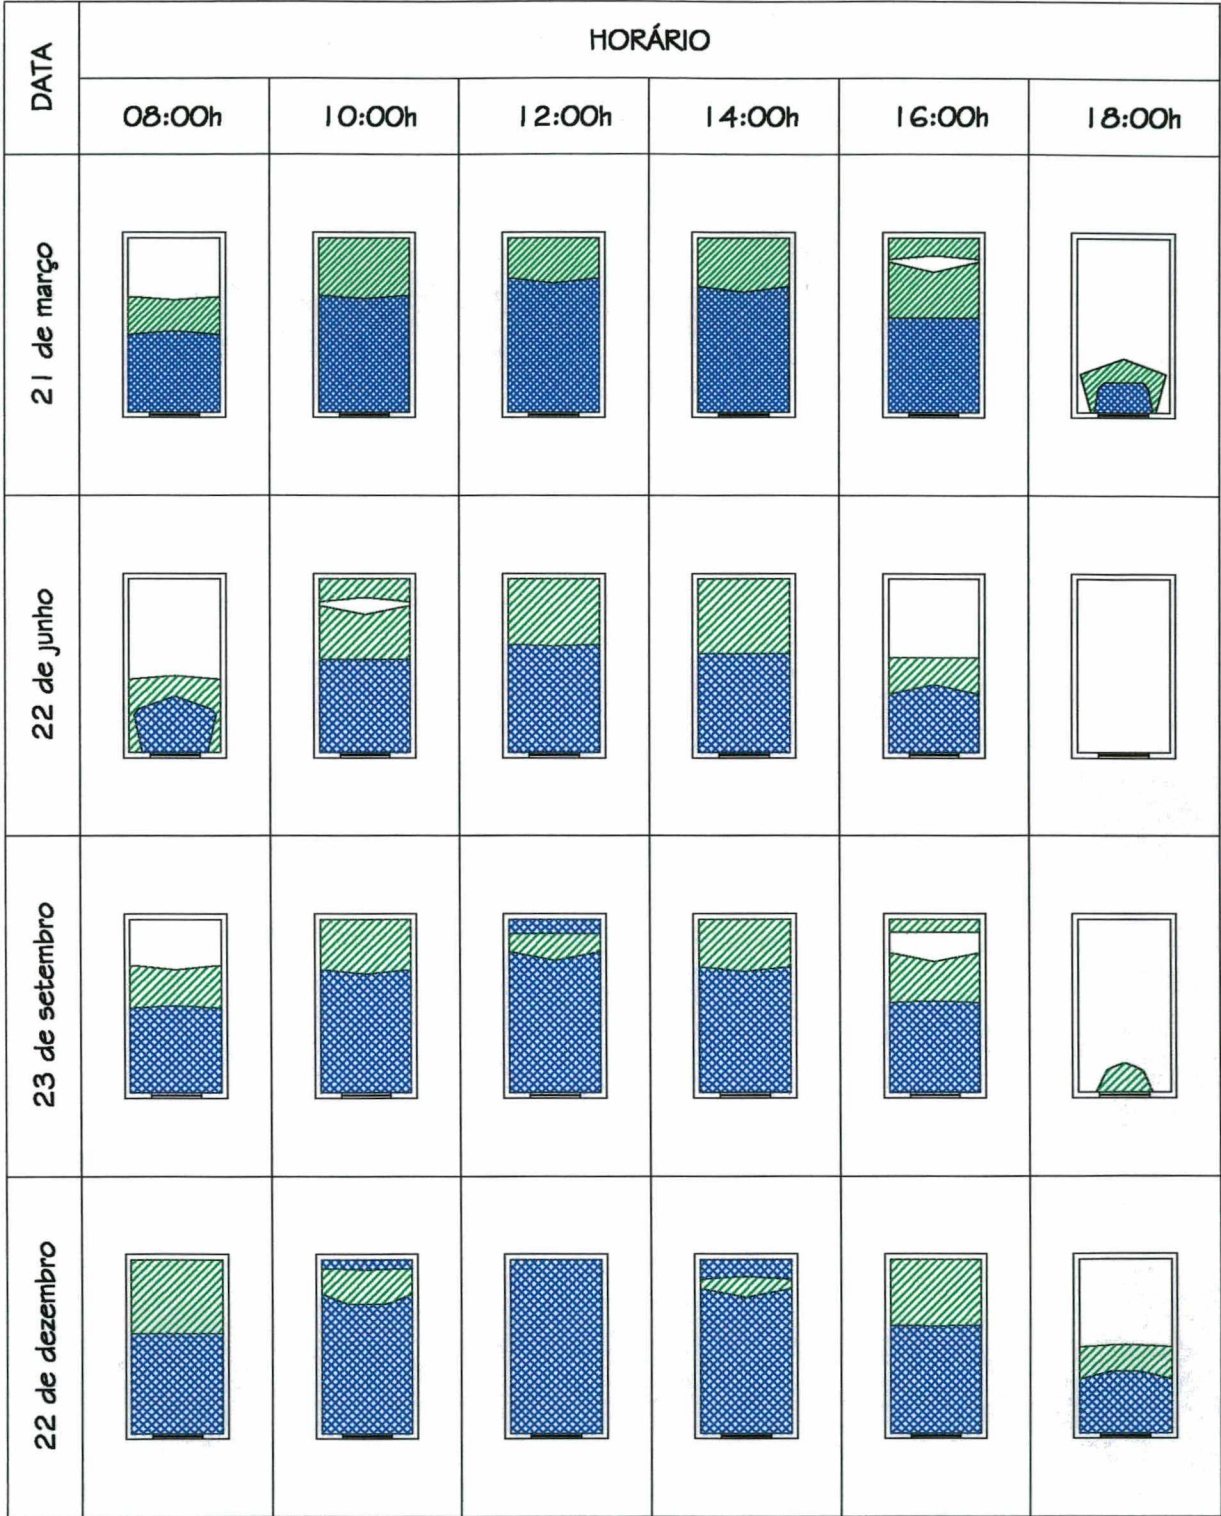 DATA
HORÁRIO
08:00h 10:00h 12:00h 14:00h 16:00h 18:00h
21 de março
22 de junho
23 de setembro
22 de dezembro